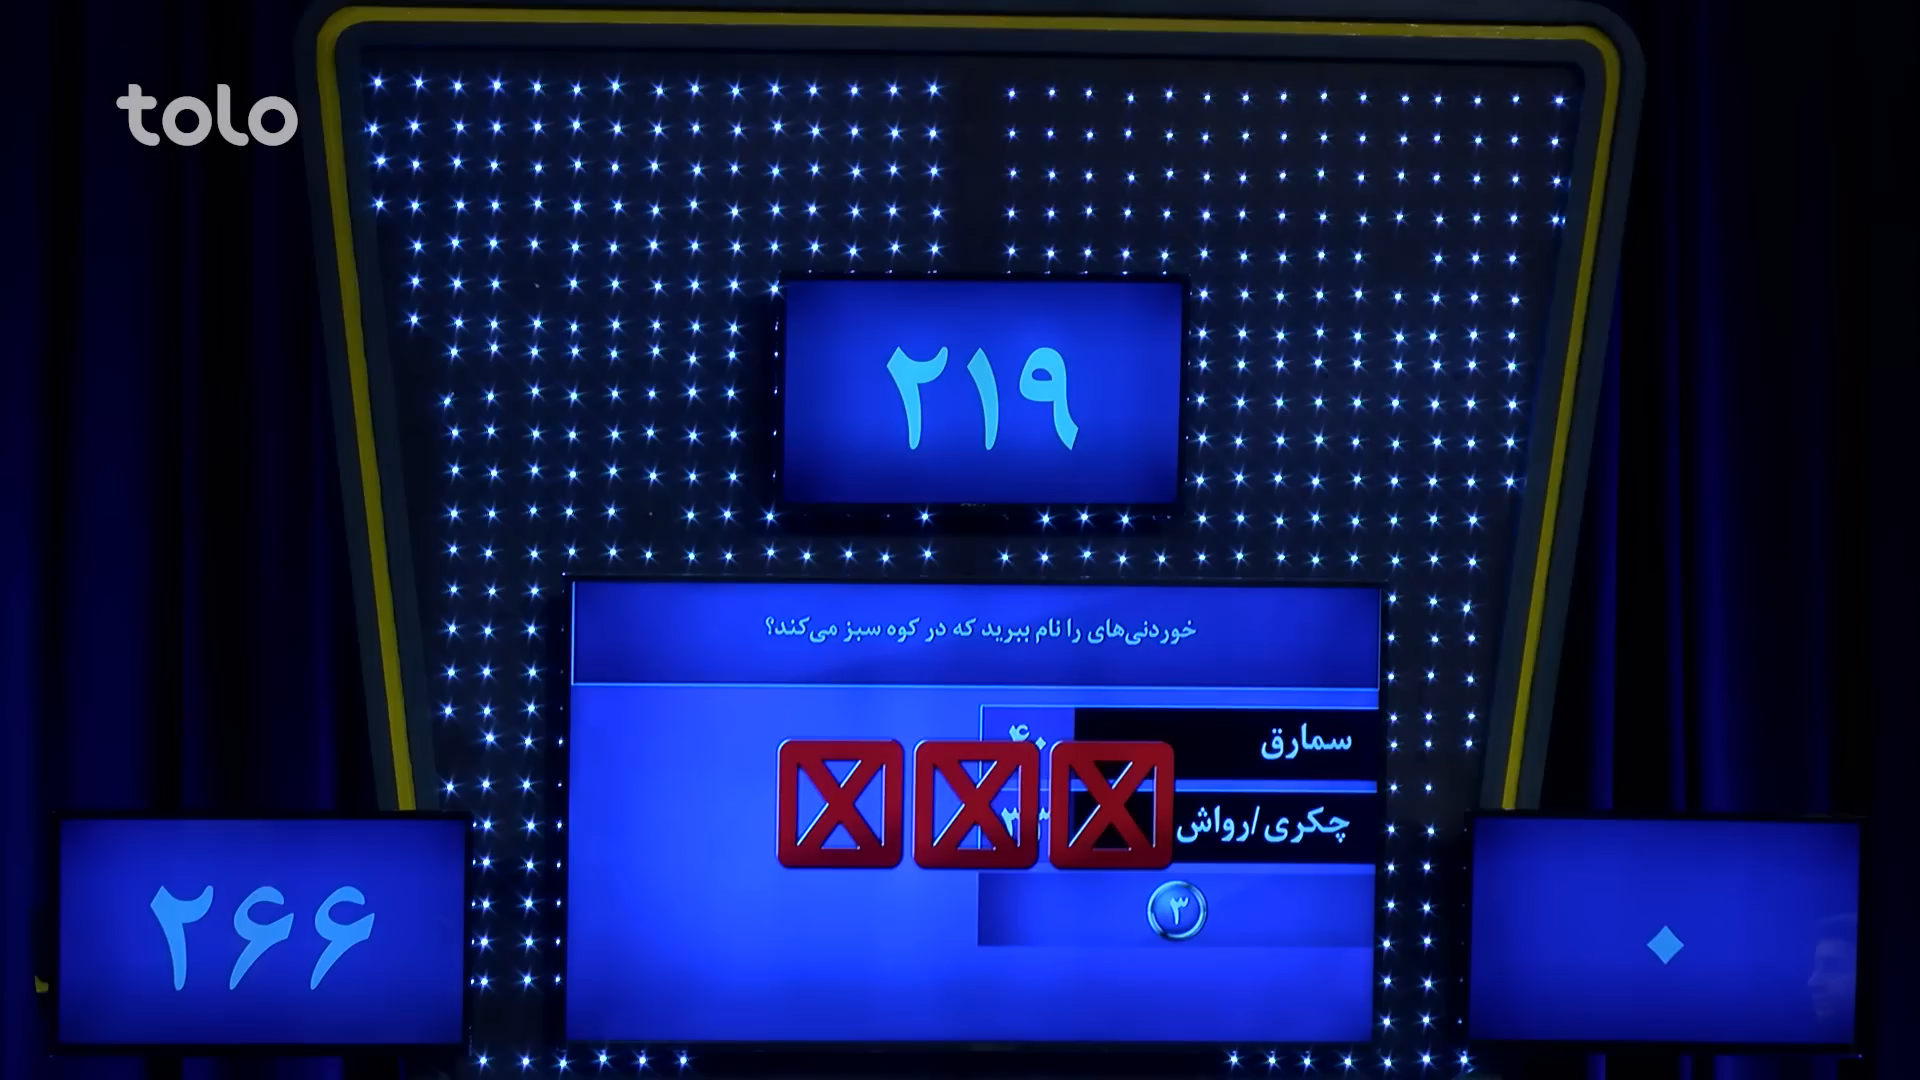 tolo
۲۱۹
خوردنی‌های را نام ببرید که در کوه سبز می‌کند؟
سمارق ۴۰
چکری/رواش
۳
۲۶۶
۰